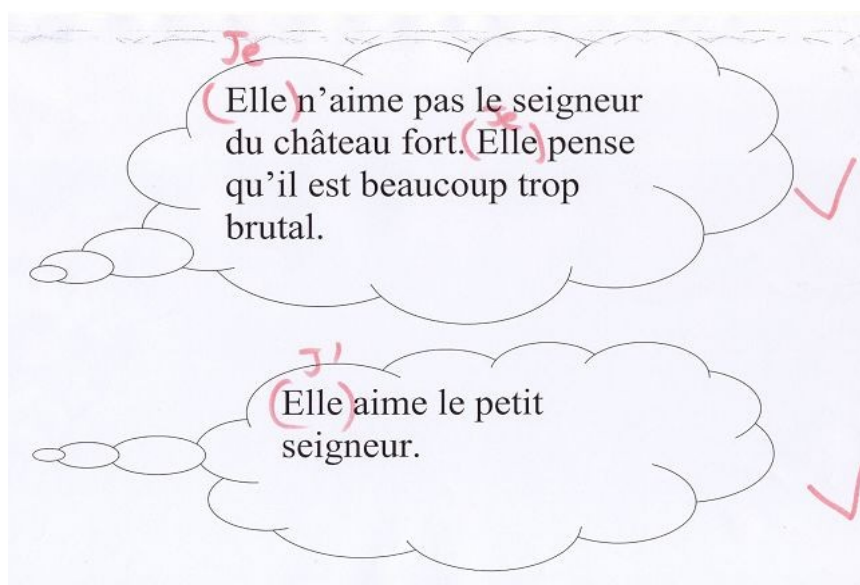 Je
(Elle) n'aime pas le seigneur
Je
du château fort. (Elle) pense
qu'il est beaucoup trop
brutal.
J'
(Elle) aime le petit
seigneur.